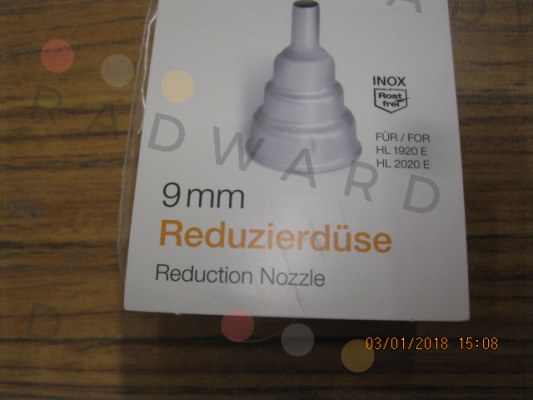 INOX
Rost
frei
FÜR / FOR
HL 1920 E
HL 2020 E
RADWARD
9 mm
Reduzierdüse
Reduction Nozzle
03/01/2018 15:08